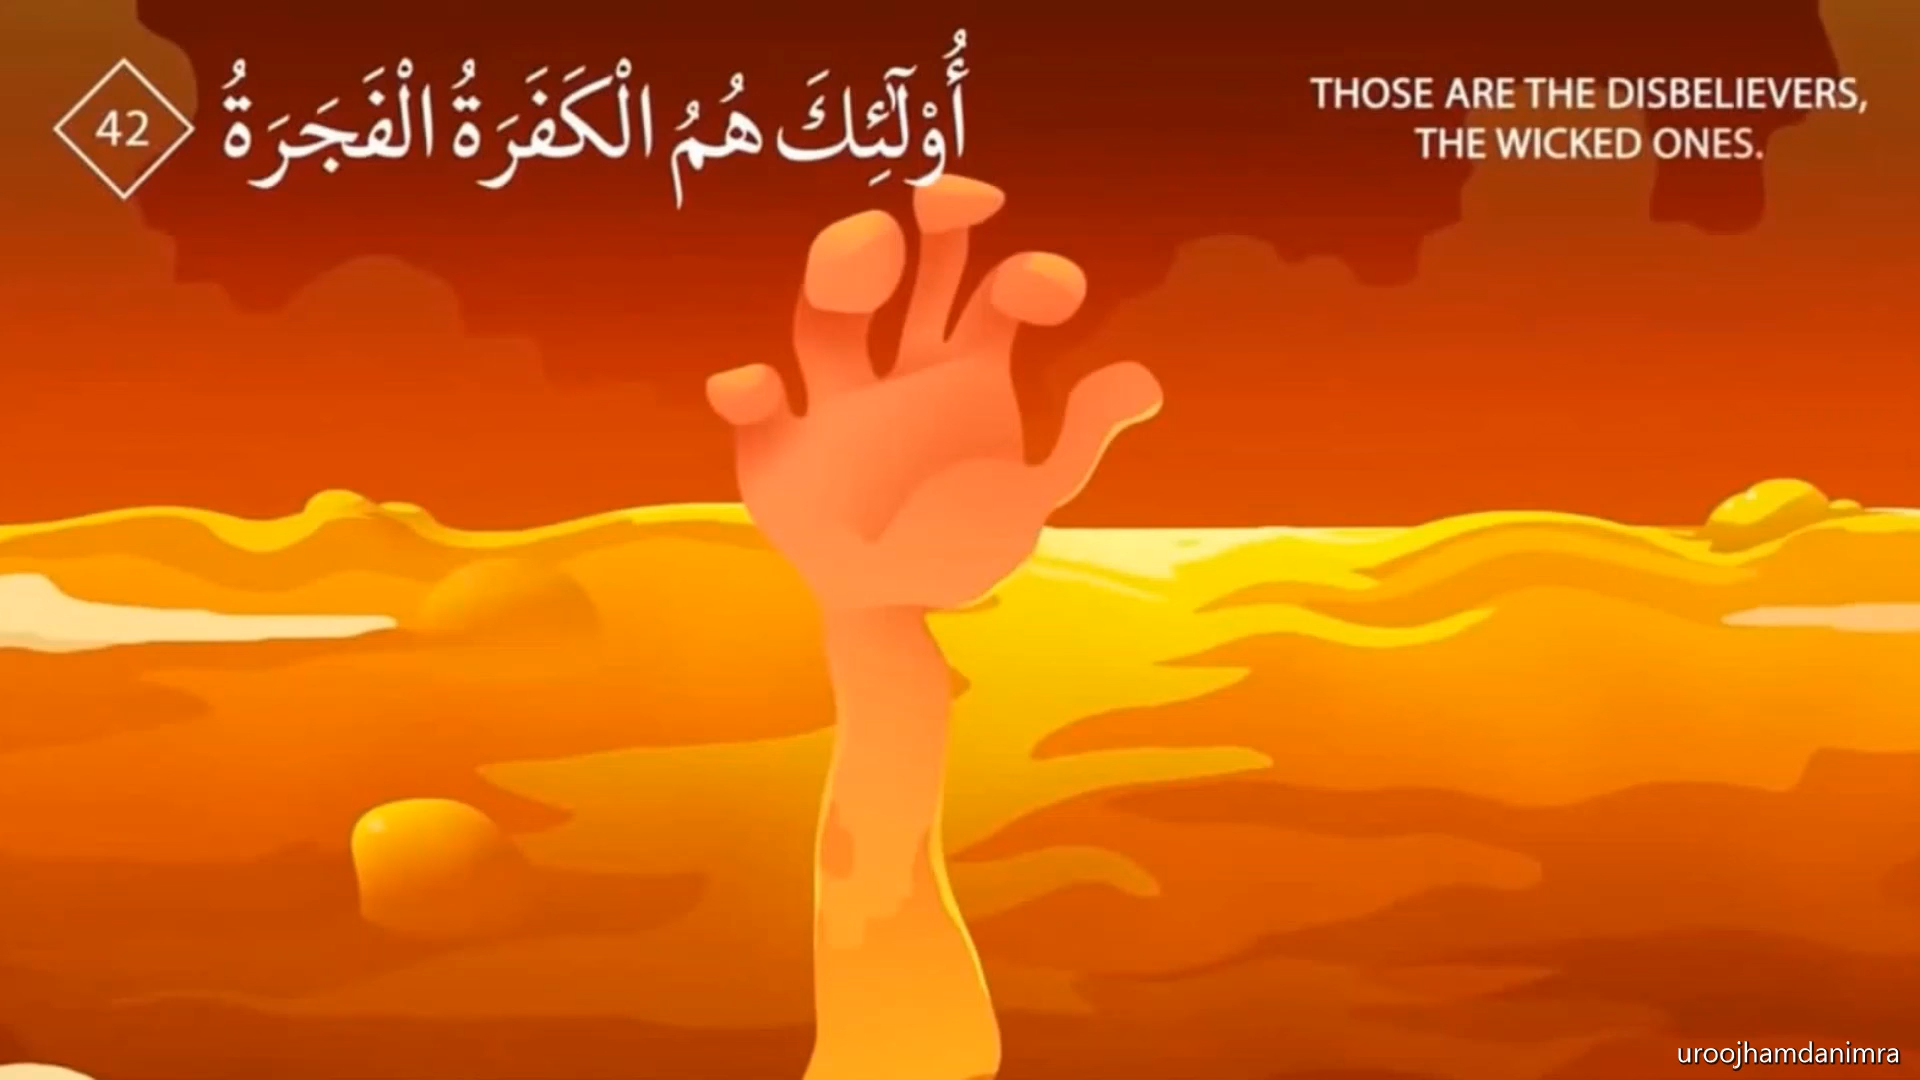 أُوْلَٰٓئِكَ هُمُ الْكَفَرَةُ الْفَجَرَةُ
42
THOSE ARE THE DISBELIEVERS,
THE WICKED ONES.
uroojhamdanimra